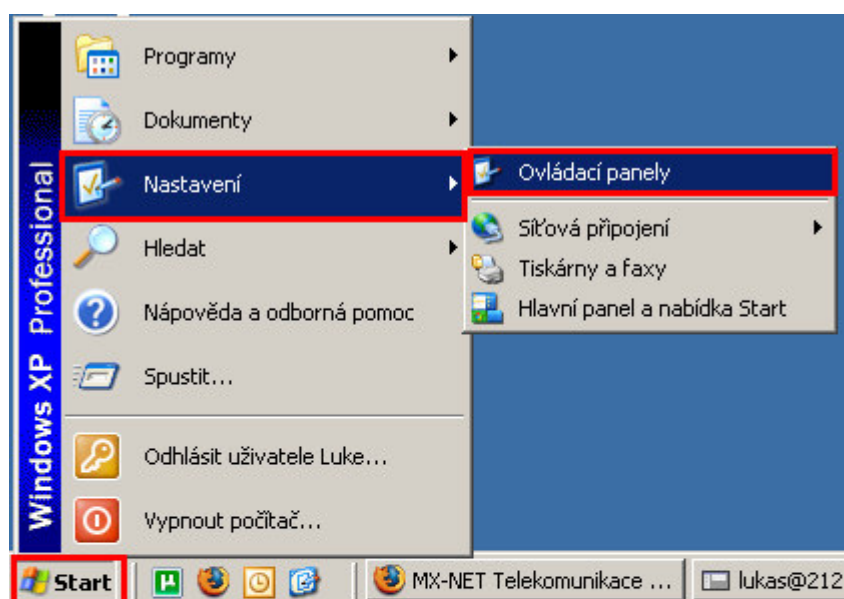 Programy
Dokumenty
Nastavení
Hledat
Nápověda a odborná pomoc
Spustit...
Odhlásit uživatele Luke...
Vypnout počítač...
Windows XP Professional
Ovládací panely
Síťová připojení
Tiskárny a faxy
Hlavní panel a nabídka Start
Start
MX-NET Telekomunikace ...
lukas@212